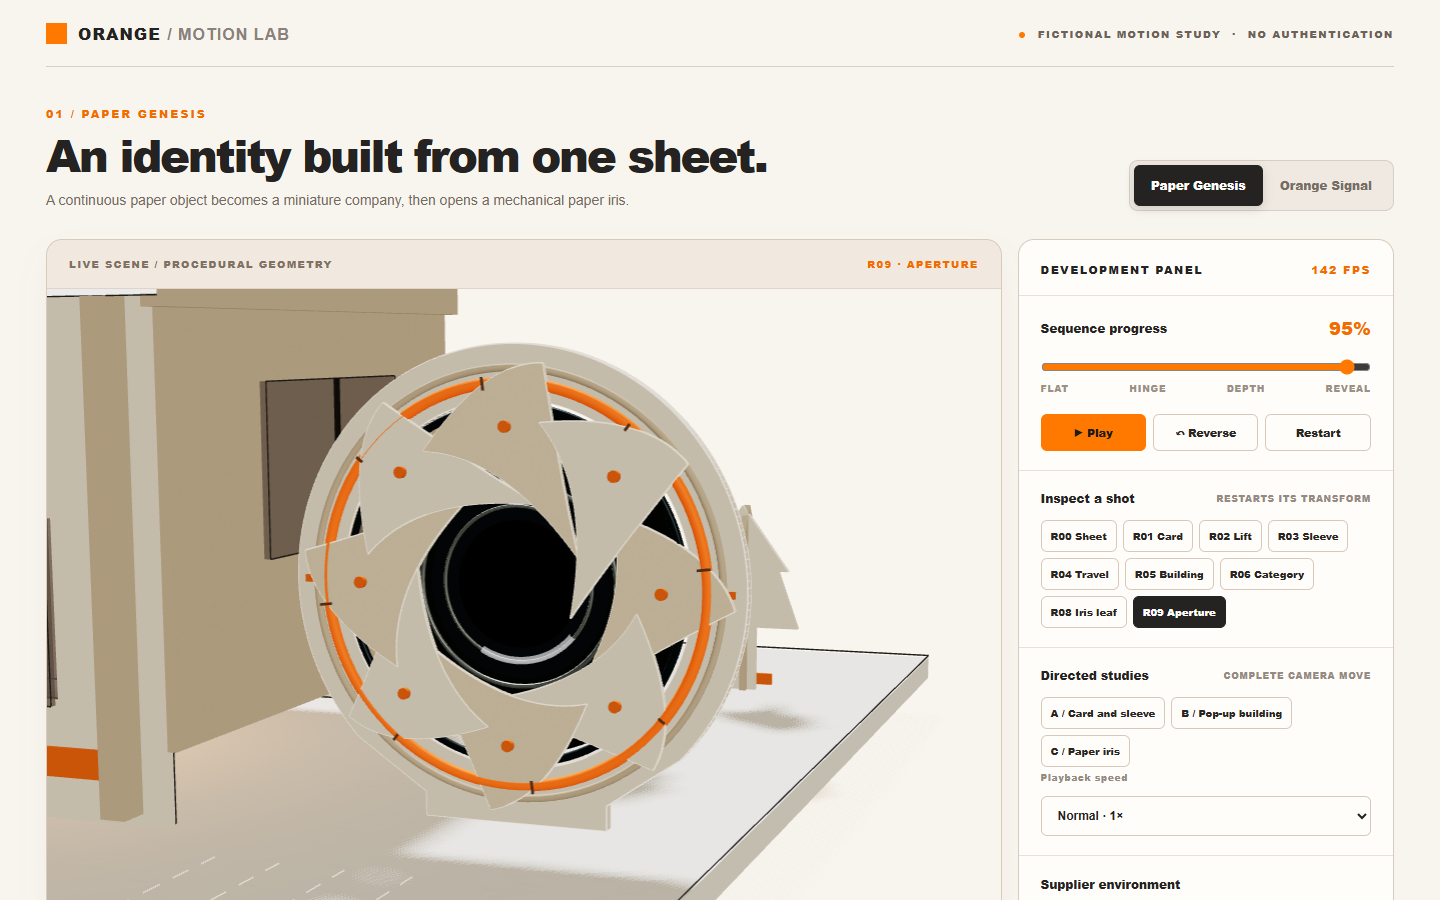 ORANGE / MOTION LAB
FICTIONAL MOTION STUDY · NO AUTHENTICATION
01 / PAPER GENESIS
An identity built from one sheet.
A continuous paper object becomes a miniature company, then opens a mechanical paper iris.
Paper Genesis
Orange Signal
LIVE SCENE / PROCEDURAL GEOMETRY
R09 · APERTURE
DEVELOPMENT PANEL
142 FPS
Sequence progress
95%
FLAT
HINGE
DEPTH
REVEAL
▶ Play
↶ Reverse
Restart
Inspect a shot
RESTARTS ITS TRANSFORM
R00 Sheet
R01 Card
R02 Lift
R03 Sleeve
R04 Travel
R05 Building
R06 Category
R08 Iris leaf
R09 Aperture
Directed studies
COMPLETE CAMERA MOVE
A / Card and sleeve
B / Pop-up building
C / Paper iris
Playback speed
Normal · 1×
Supplier environment